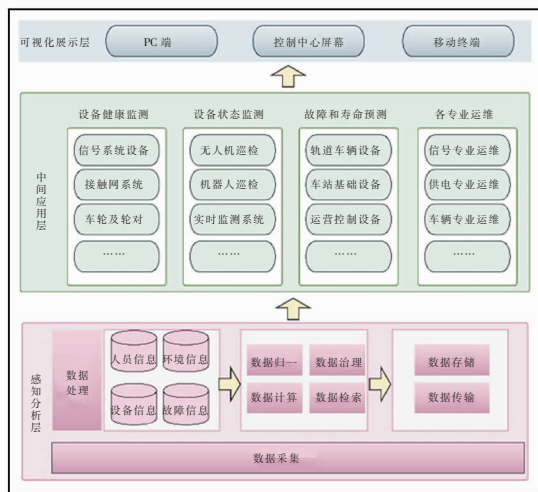 可视化展示层 PC 端 控制中心屏幕 移动终端
中间应用层
设备健康监测 设备状态监测 故障和寿命预测 各专业运维
信号系统设备 无人机巡检 轨道车辆设备 信号专业运维
接触网系统 机器人巡检 车站基础设备 供电专业运维
车轮及轮对 实时监测系统 运营控制设备 车辆专业运维
…… …… …… ……
感知分析层
数据处理
人员信息 环境信息
设备信息 故障信息
数据归一 数据治理
数据计算 数据检索
数据存储
数据传输
数据采集